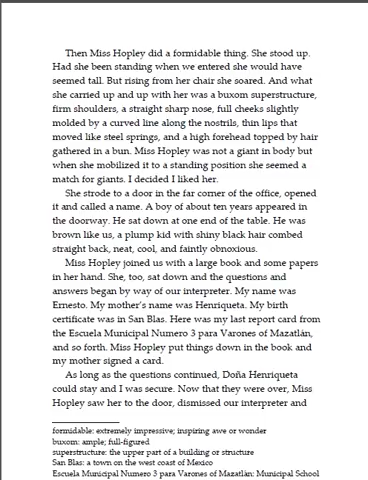 Then Miss Hopley did a formidable thing. She stood up.
Had she been standing when we entered she would have
seemed tall. But rising from her chair she soared. And what
she carried up and up with her was a buxom superstructure,
firm shoulders, a straight sharp nose, full cheeks slightly
molded by a curved line along the nostrils, thin lips that
moved like steel springs, and a high forehead topped by hair
gathered in a bun. Miss Hopley was not a giant in body but
when she mobilized it to a standing position she seemed a
match for giants. I decided I liked her.
She strode to a door in the far corner of the office, opened
it and called a name. A boy of about ten years appeared in
the doorway. He sat down at one end of the table. He was
brown like us, a plump kid with shiny black hair combed
straight back, neat, cool, and faintly obnoxious.
Miss Hopley joined us with a large book and some papers
in her hand. She, too, sat down and the questions and
answers began by way of our interpreter. My name was
Ernesto. My mother's name was Henriqueta. My birth
certificate was in San Blas. Here was my last report card from
the Escuela Municipal Numero 3 para Varones of Mazatlán,
and so forth. Miss Hopley put things down in the book and
my mother signed a card.
As long as the questions continued, Doña Henriqueta
could stay and I was secure. Now that they were over, Miss
Hopley saw her to the door, dismissed our interpreter and
formidable: extremely impressive; inspiring awe or wonder
buxom: ample; full-figured
superstructure: the upper part of a building or structure
San Blas: a town on the west coast of Mexico
Escuela Municipal Numero 3 para Varones of Mazatlán: Municipal School